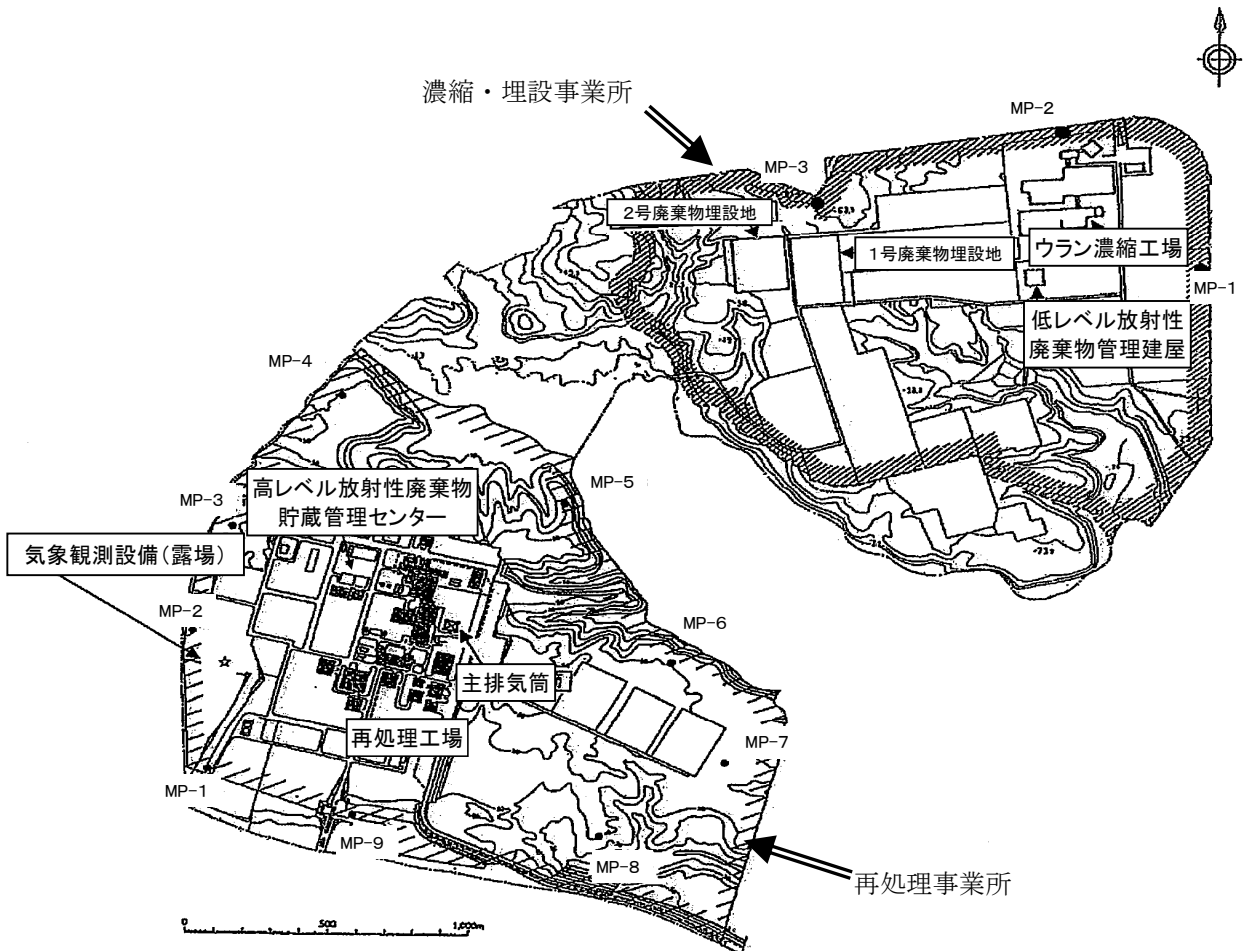 濃縮・埋設事業所
MP-2
MP-3
2号廃棄物埋設地
1号廃棄物埋設地
ウラン濃縮工場
MP-1
低レベル放射性
廃棄物管理建屋
MP-4
MP-5
高レベル放射性廃棄物
貯蔵管理センター
MP-3
気象観測設備(露場)
MP-2
MP-6
主排気筒
再処理工場
MP-7
MP-1
MP-9
MP-8
再処理事業所
0
500
1,000m